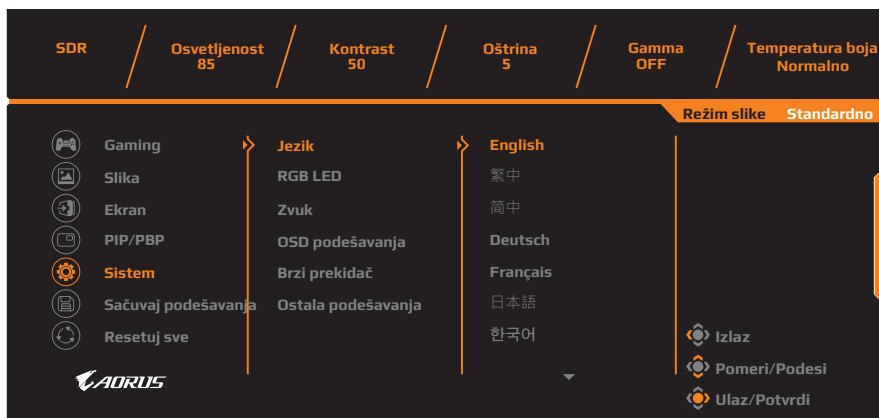 SDR
Osvetljenost
85
Kontrast
50
Oštrina
5
Gamma
OFF
Temperatura boja
Normalno
Režim slike Standardno
Gaming
Slika
Ekran
PIP/PBP
Sistem
Sačuvaj podešavanja
Resetuj sve
Jezik
RGB LED
Zvuk
OSD podešavanja
Brzi prekidač
Ostala podešavanja
English
繁中
简中
Deutsch
Français
日本語
한국어
Izlaz
Pomeri/Podesi
Ulaz/Potvrdi
AORUS